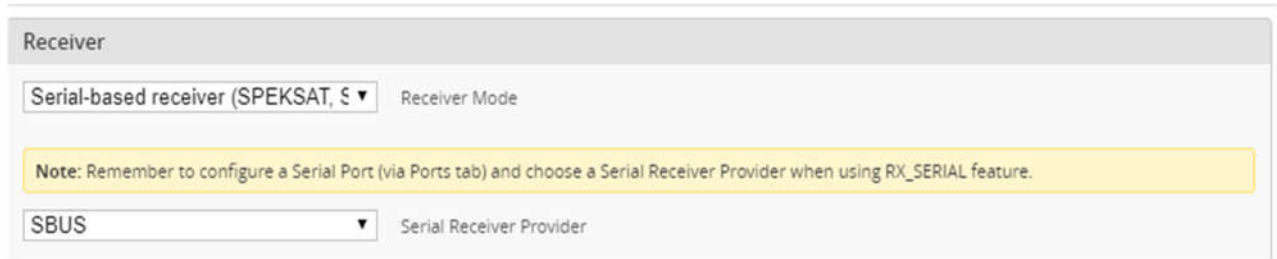 Receiver
Serial-based receiver (SPEKSAT, S Receiver Mode
Note: Remember to configure a Serial Port (via Ports tab) and choose a Serial Receiver Provider when using RX_SERIAL feature.
SBUS Serial Receiver Provider